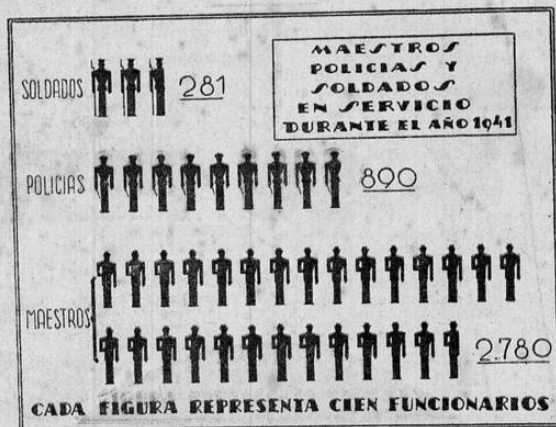 MAESTROS
POLICIAS Y
SOLDADOS
EN SERVICIO
DURANTE EL AÑO 1941
SOLDADOS 281
POLICIAS 890
MAESTROS 2.780
CADA FIGURA REPRESENTA CIEN FUNCIONARIOS